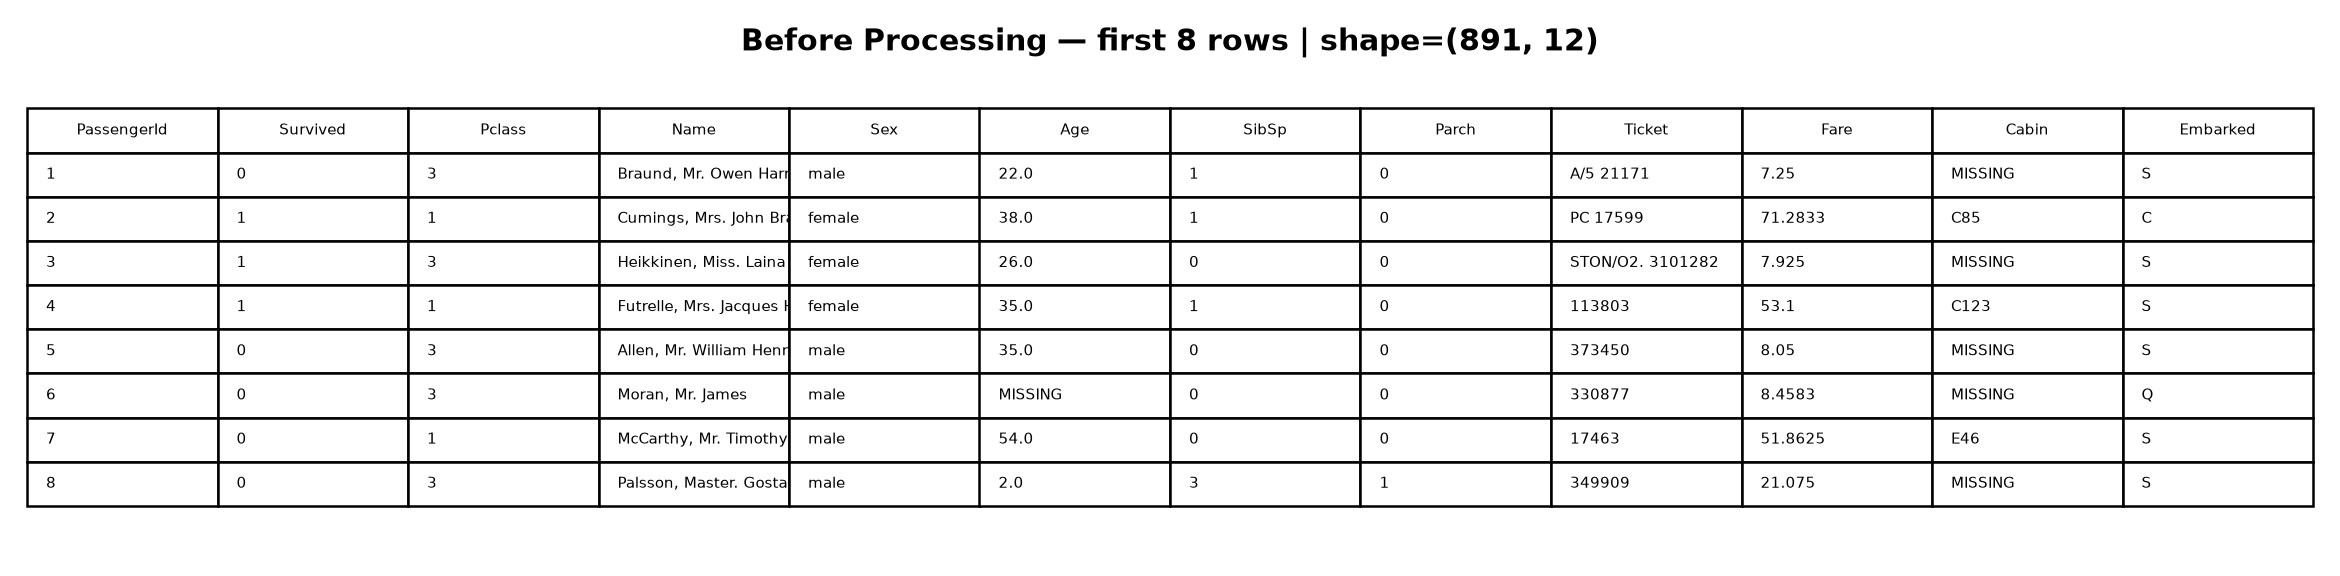 Before Processing — first 8 rows | shape=(891, 12)
PassengerId Survived Pclass Name Sex Age SibSp Parch Ticket Fare Cabin Embarked
1 0 3 Braund, Mr. Owen Harr male 22.0 1 0 A/5 21171 7.25 MISSING S
2 1 1 Cumings, Mrs. John Bra female 38.0 1 0 PC 17599 71.2833 C85 C
3 1 3 Heikkinen, Miss. Laina female 26.0 0 0 STON/O2. 3101282 7.925 MISSING S
4 1 1 Futrelle, Mrs. Jacques H female 35.0 1 0 113803 53.1 C123 S
5 0 3 Allen, Mr. William Henr male 35.0 0 0 373450 8.05 MISSING S
6 0 3 Moran, Mr. James male MISSING 0 0 330877 8.4583 MISSING Q
7 0 1 McCarthy, Mr. Timothy male 54.0 0 0 17463 51.8625 E46 S
8 0 3 Palsson, Master. Gosta male 2.0 3 1 349909 21.075 MISSING S